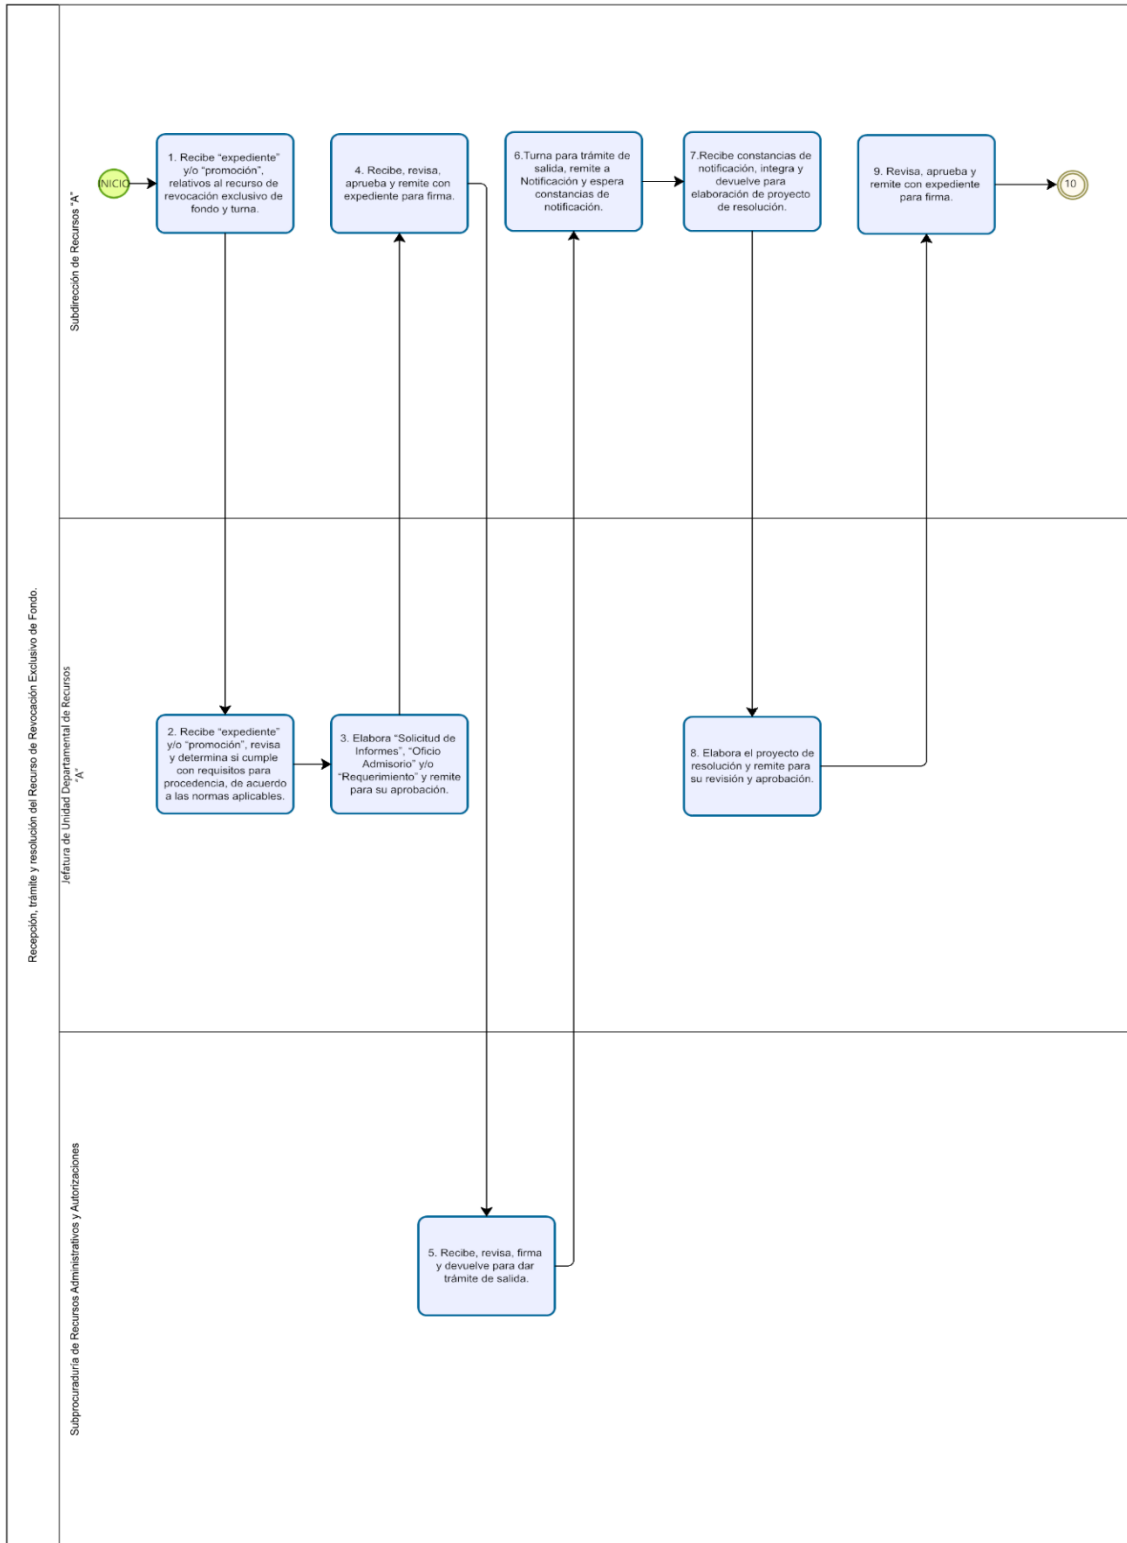 Recepción, trámite y resolución del Recurso de Revocación Exclusivo de Fondo.
Subdirección de Recursos "A"
INICIO
1. Recibe "expediente"
y/o "promoción",
relativos al recurso de
revocación exclusivo de
fondo y turna.
4. Recibe, revisa,
aprueba y remite con
expediente para firma.
6.Turna para trámite de
salida, remite a
Notificación y espera
constancias de
notificación.
7.Recibe constancias de
notificación, integra y
devuelve para
elaboración de proyecto
de resolución.
9. Revisa, aprueba y
remite con expediente
para firma.
10
Jefatura de Unidad Departamental de Recursos
"A"
2. Recibe "expediente"
y/o "promoción", revisa
y determina si cumple
con requisitos para
procedencia, de acuerdo
a las normas aplicables.
3. Elabora "Solicitud de
Informes", "Oficio
Admisorio" y/o
"Requerimiento" y remite
para su aprobación.
8. Elabora el proyecto de
resolución y remite para
su revisión y aprobación.
Subprocuraduría de Recursos Administrativos y Autorizaciones
5. Recibe, revisa, firma
y devuelve para dar
trámite de salida.